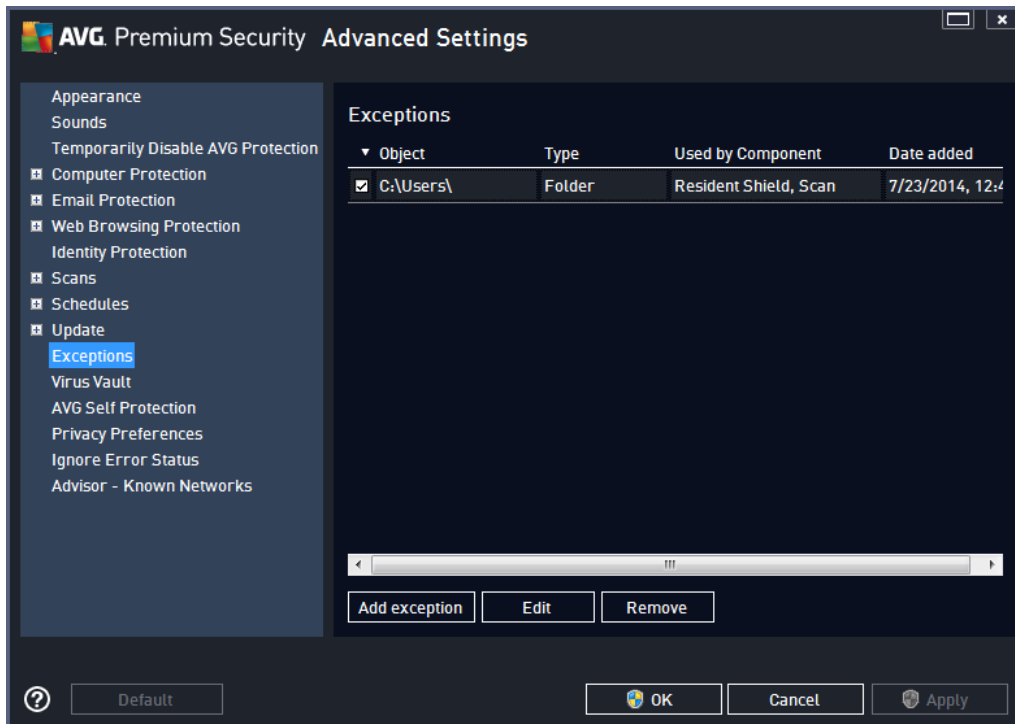 AVG. Premium Security Advanced Settings
Appearance
Sounds
Temporarily Disable AVG Protection
Computer Protection
Email Protection
Web Browsing Protection
Identity Protection
Scans
Schedules
Update
Exceptions
Virus Vault
AVG Self Protection
Privacy Preferences
Ignore Error Status
Advisor - Known Networks
Exceptions
Object Type Used by Component Date added
C:\Users\ Folder Resident Shield, Scan 7/23/2014, 12:4
Add exception Edit Remove
Default OK Cancel Apply